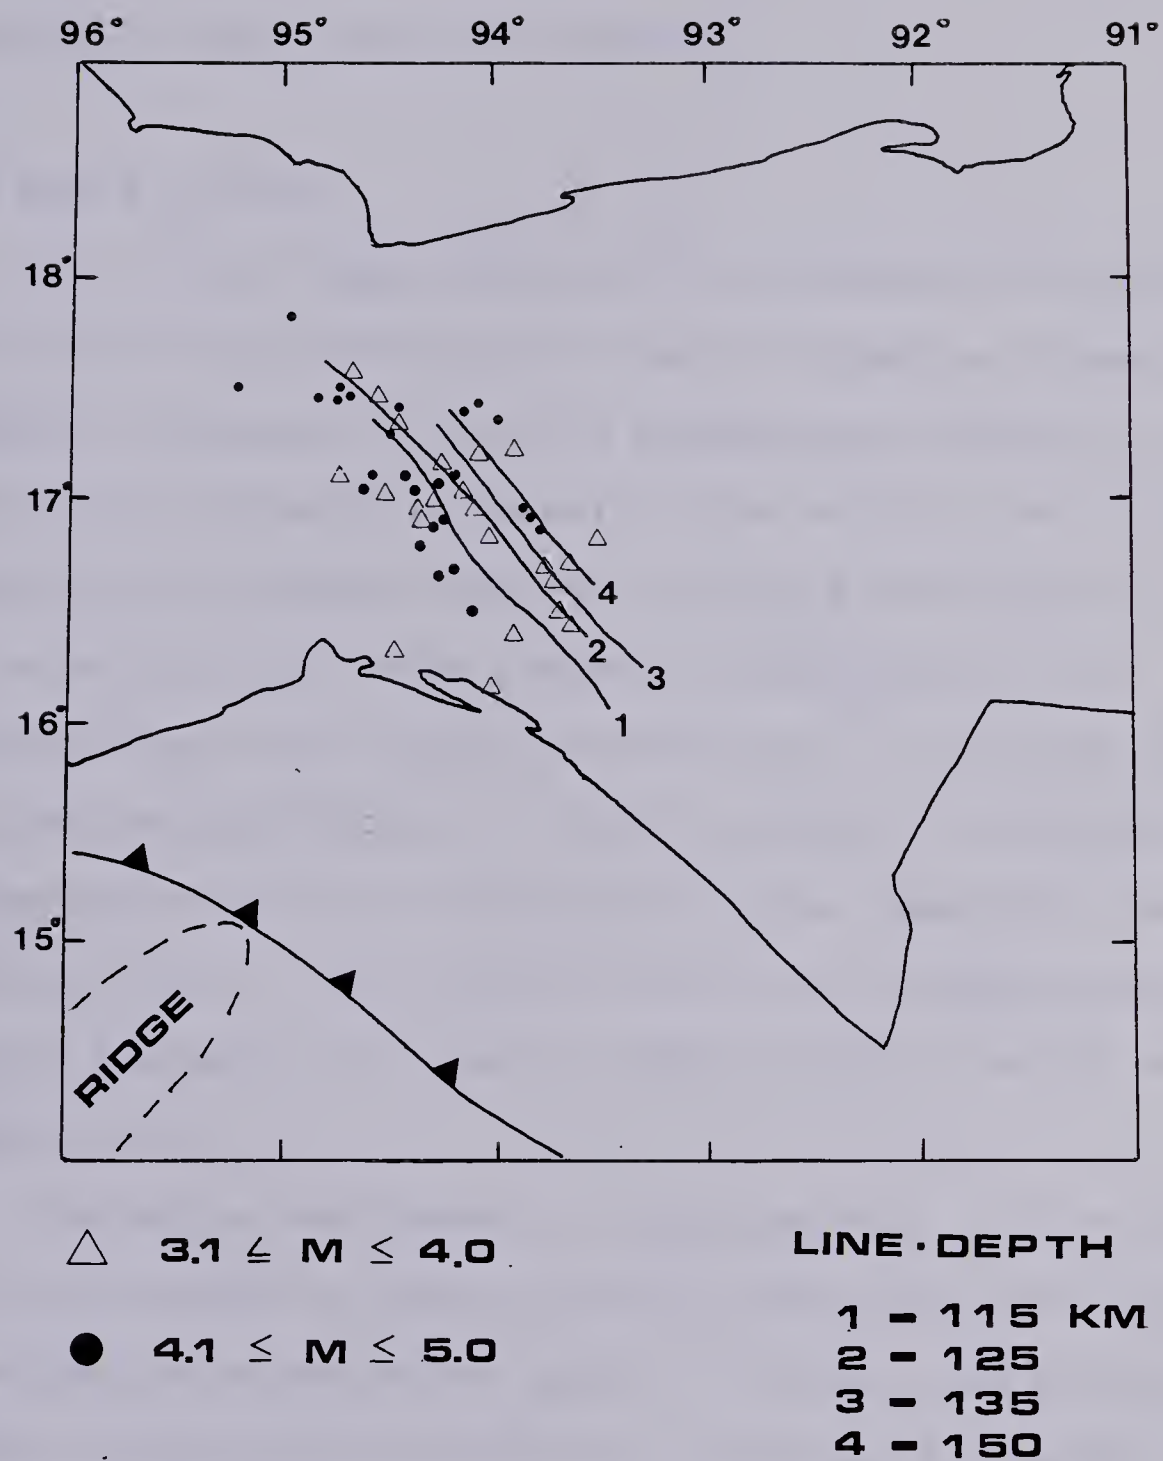 96° 95° 94° 93° 92° 91°
18°
17°
4
2
3
1
16°
15°
RIDGE
△ 3.1 ≤ M ≤ 4.0
● 4.1 ≤ M ≤ 5.0
LINE · DEPTH
1 - 115 KM
2 - 125
3 - 135
4 - 150